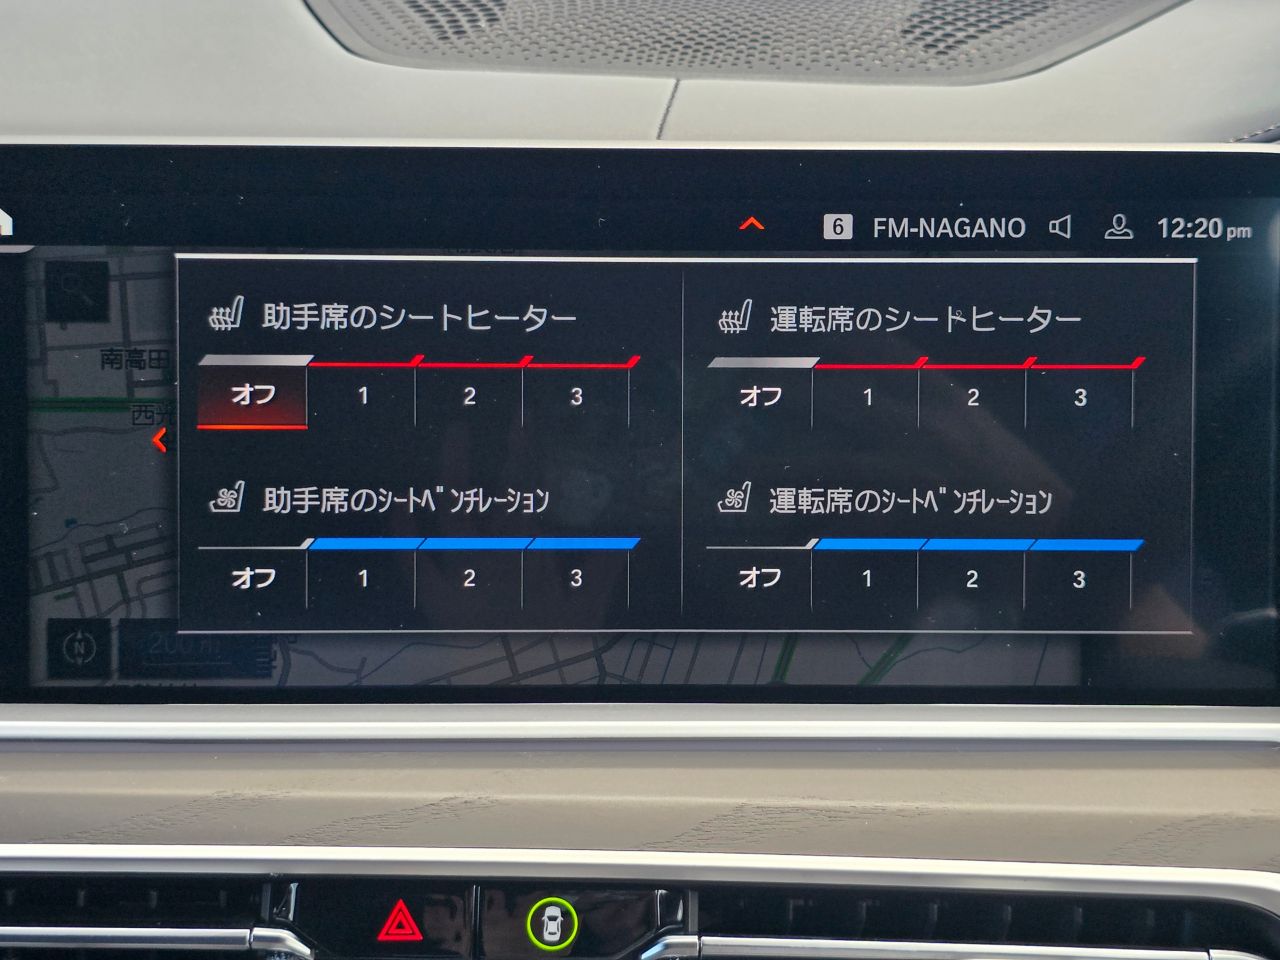 6 FM-NAGANO 12:20 pm
助手席のシートヒーター
オフ 1 2 3
運転席のシートヒーター
オフ 1 2 3
助手席のシートベンチレーション
オフ 1 2 3
運転席のシートベンチレーション
オフ 1 2 3
南高田
N
200